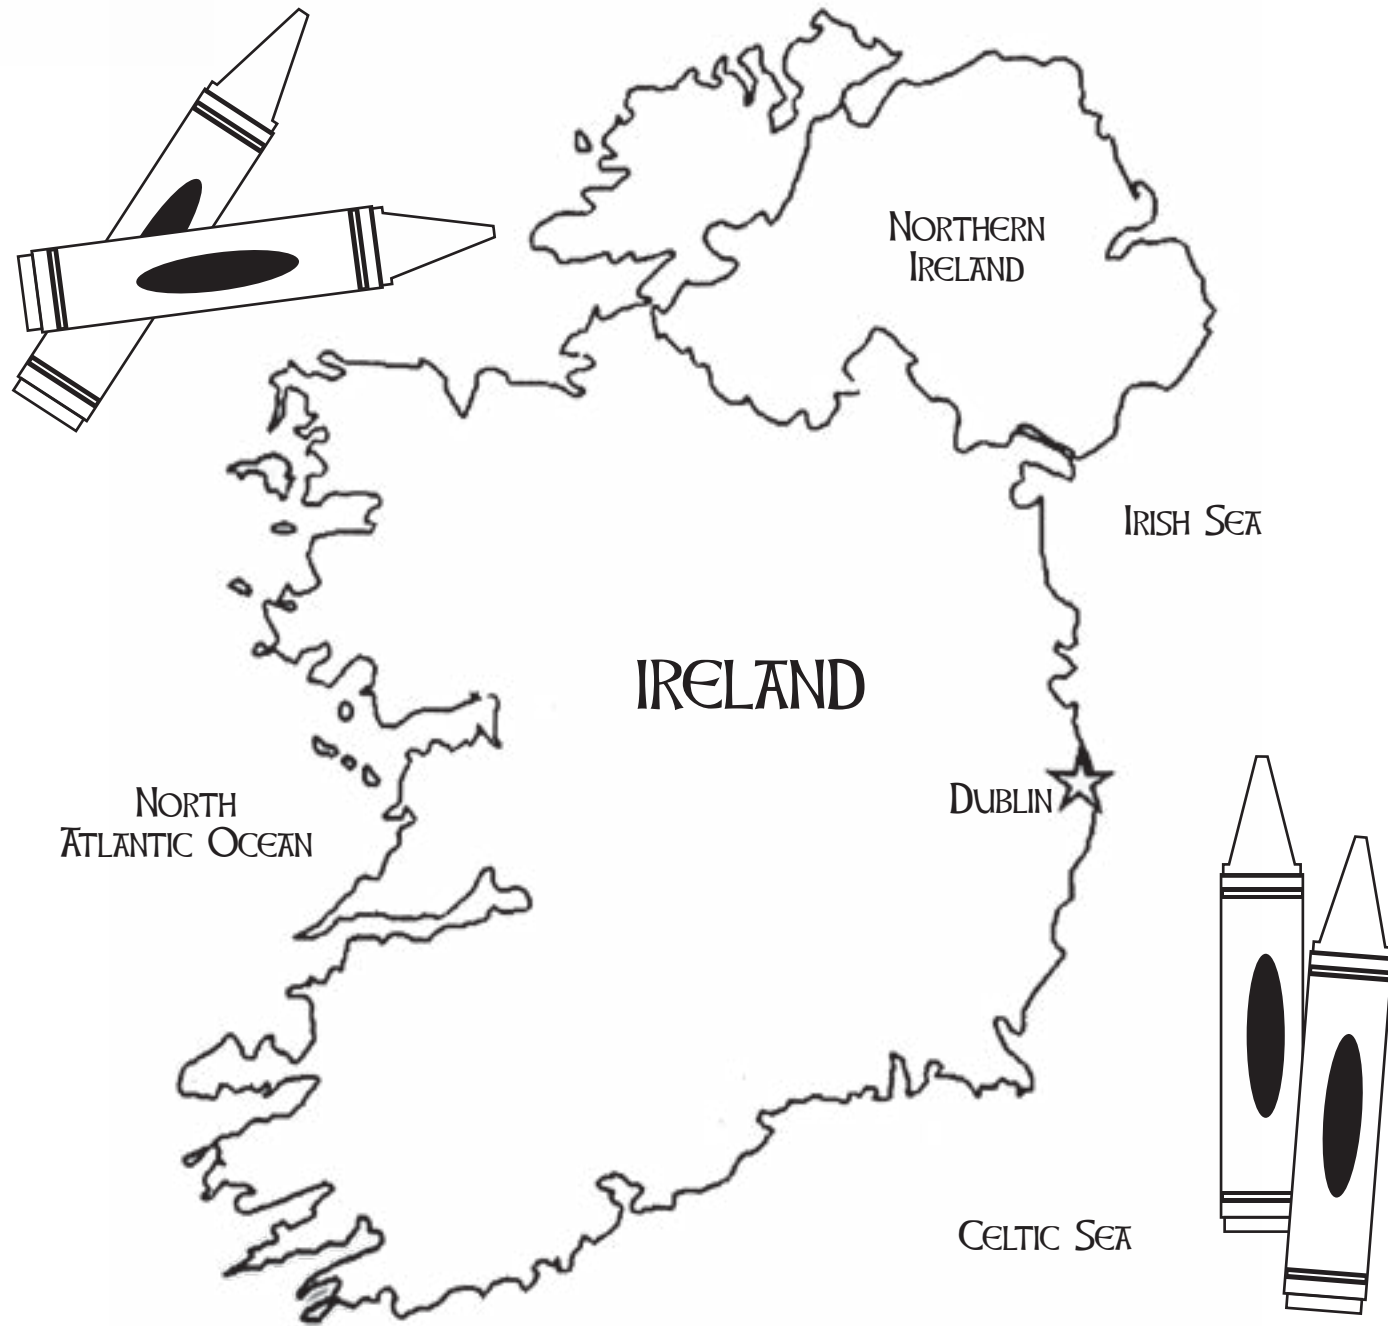 Northern
Ireland
Irish Sea
IRELAND
Dublin
North
Atlantic Ocean
Celtic Sea